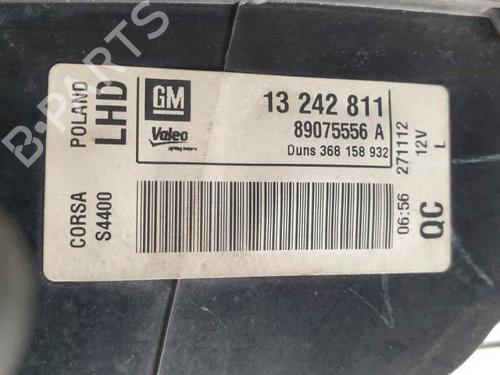 B-PARTS
POLAND
LHD
GM
Valeo
13 242 811
89075556 A
Duns 368 158 932
271112
12V
L
CORSA
S4400
06:56
QC